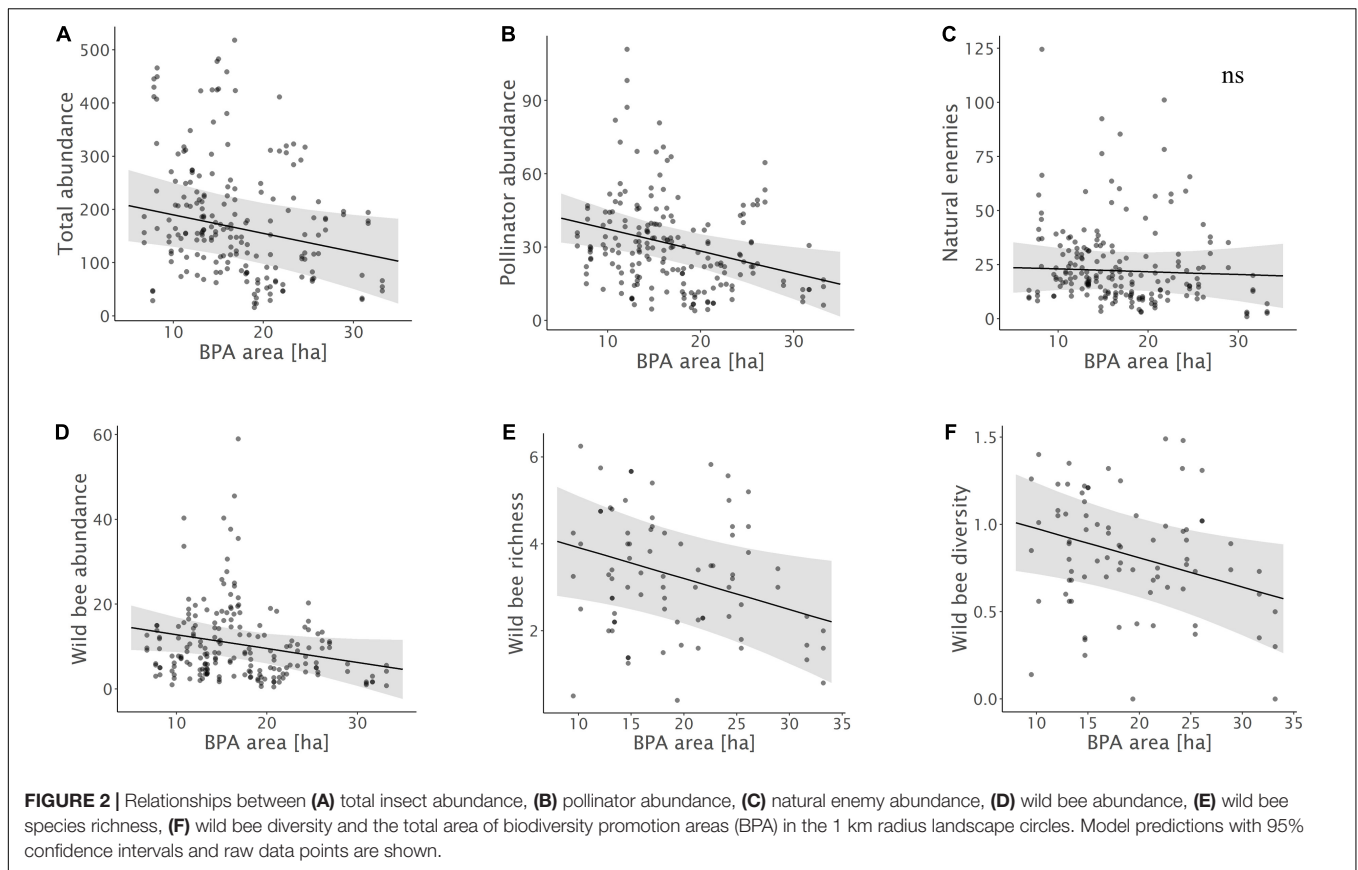 A
Total abundance
500
400
300
200
100
0
10
20
30
BPA area [ha]
B
Pollinator abundance
90
60
30
0
10
20
30
BPA area [ha]
C
ns
Natural enemies
125
100
75
50
25
0
10
20
30
BPA area [ha]
D
Wild bee abundance
60
40
20
0
10
20
30
BPA area [ha]
E
Wild bee richness
6
4
2
10
15
20
25
30
35
BPA area [ha]
F
Wild bee diversity
1.5
1.0
0.5
0.0
10
15
20
25
30
35
BPA area [ha]
FIGURE 2 | Relationships between (A) total insect abundance, (B) pollinator abundance, (C) natural enemy abundance, (D) wild bee abundance, (E) wild bee
species richness, (F) wild bee diversity and the total area of biodiversity promotion areas (BPA) in the 1 km radius landscape circles. Model predictions with 95%
confidence intervals and raw data points are shown.